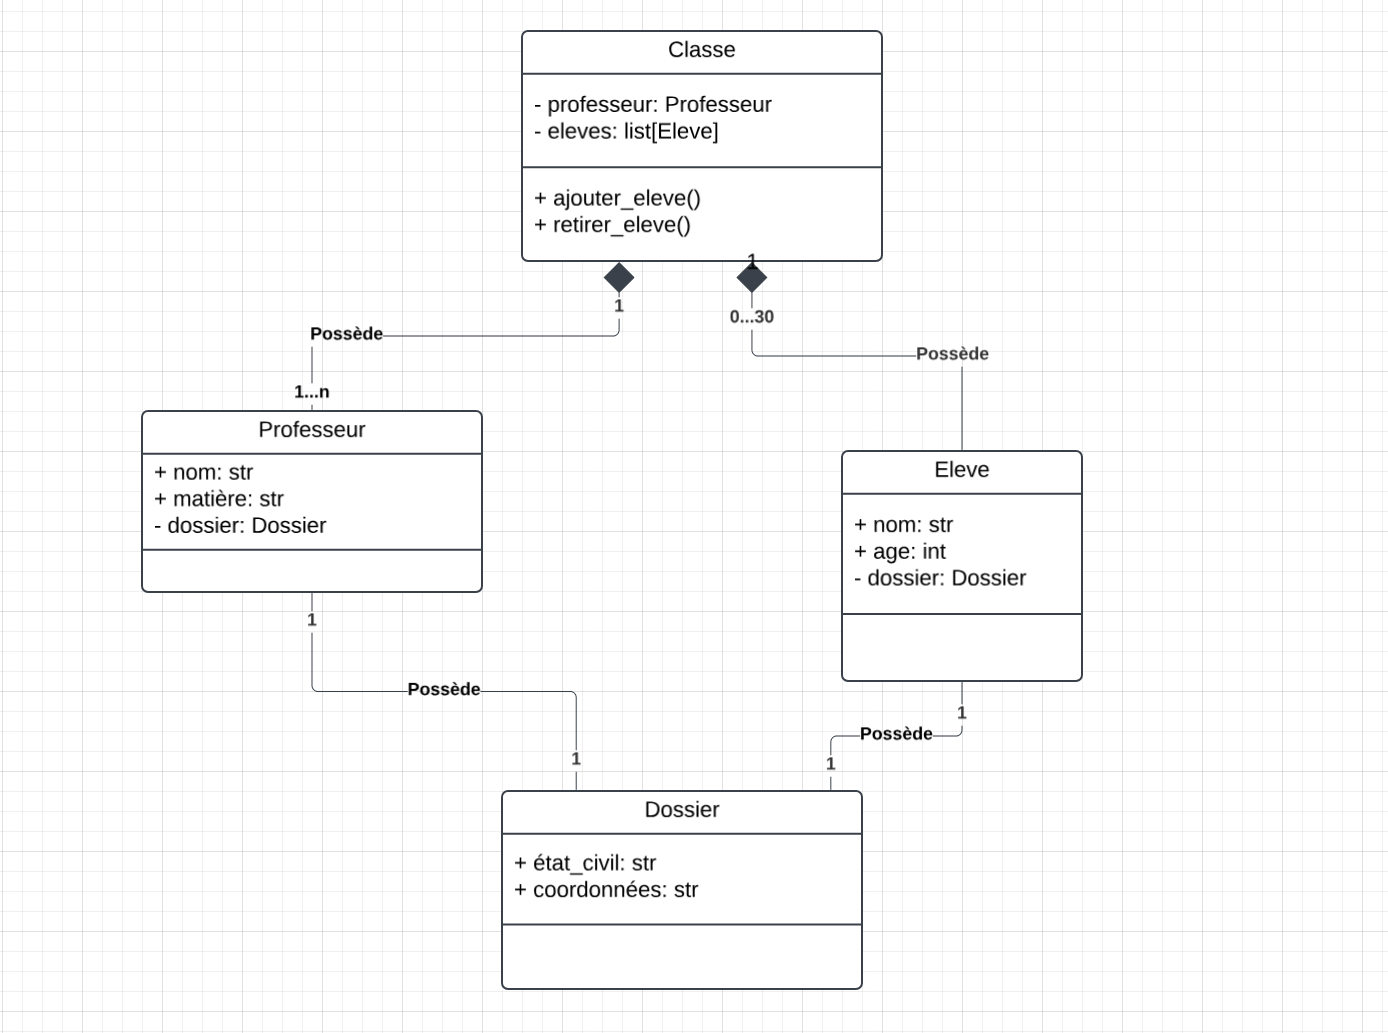 Classe
- professeur: Professeur
- eleves: list[Eleve]
+ ajouter_eleve()
+ retirer_eleve()
1
1
0...30
Possède
Possède
1...n
Professeur
+ nom: str
+ matière: str
- dossier: Dossier
Eleve
+ nom: str
+ age: int
- dossier: Dossier
1
Possède
1
1
Possède
1
Dossier
+ état_civil: str
+ coordonnées: str